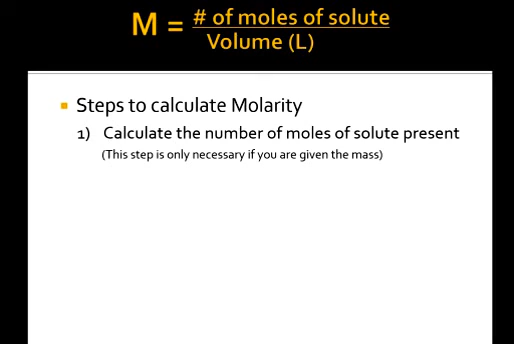 M = # of moles of solute
Volume (L)
Steps to calculate Molarity
1) Calculate the number of moles of solute present
(This step is only necessary if you are given the mass)